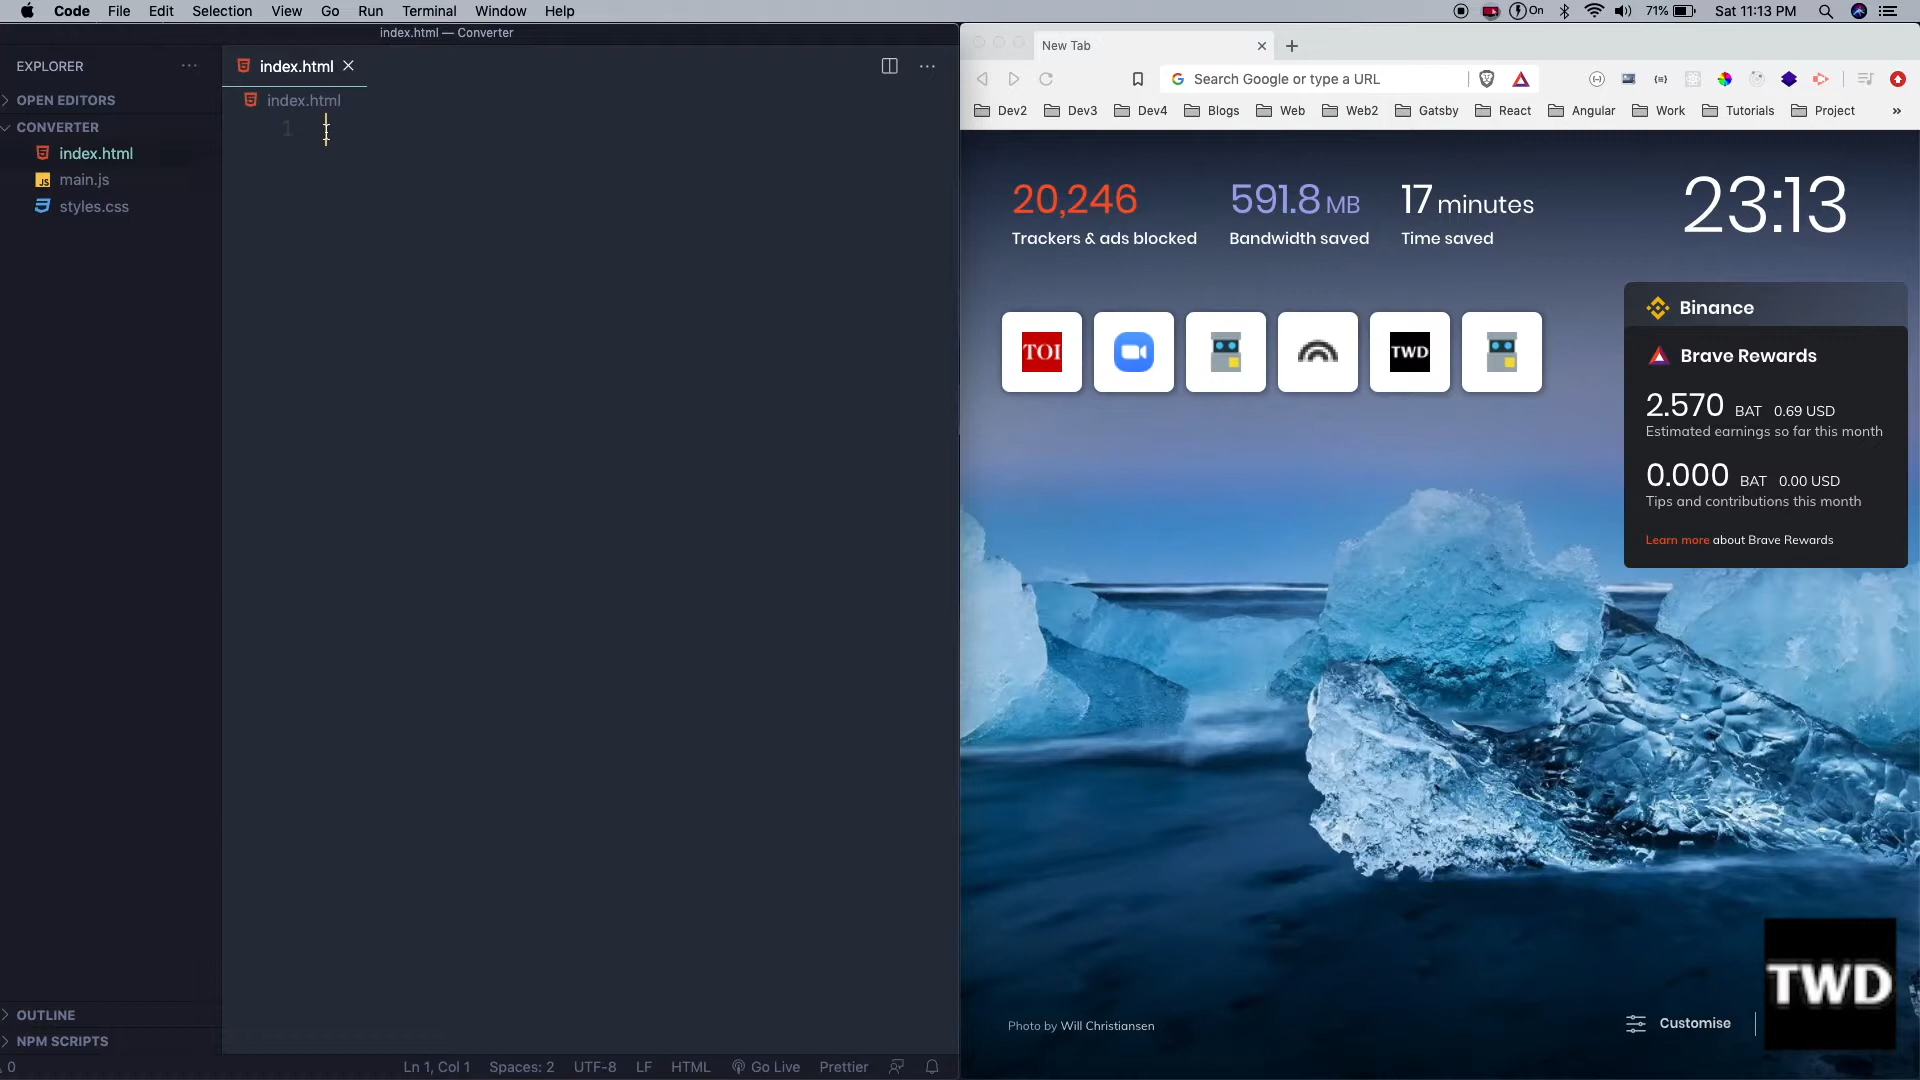 Code File Edit Selection View Go Run Terminal Window Help
On 71% Sat 11:13 PM
index.html — Converter
EXPLORER
OPEN EDITORS
CONVERTER
index.html
main.js
styles.css
OUTLINE
NPM SCRIPTS
index.html
index.html
1
0
Ln 1, Col 1 Spaces: 2 UTF-8 LF HTML Go Live Prettier
New Tab
Search Google or type a URL
Dev2 Dev3 Dev4 Blogs Web Web2 Gatsby React Angular Work Tutorials Project »
20,246
Trackers & ads blocked
591.8 MB
Bandwidth saved
17 minutes
Time saved
23:13
TOI
TWD
Binance
Brave Rewards
2.570 BAT 0.69 USD
Estimated earnings so far this month
0.000 BAT 0.00 USD
Tips and contributions this month
Learn more about Brave Rewards
Photo by Will Christiansen
Customise
TWD